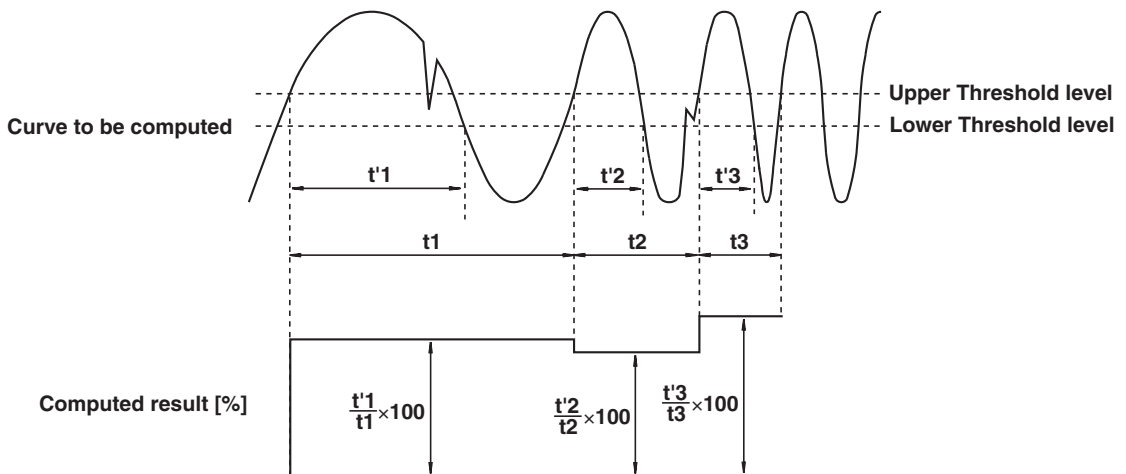 Upper Threshold level
Curve to be computed
Lower Threshold level
t'1
t'2
t'3
t1
t2
t3
Computed result [%]
t'1
t1
×100
t'2
t2
×100
t'3
t3
×100